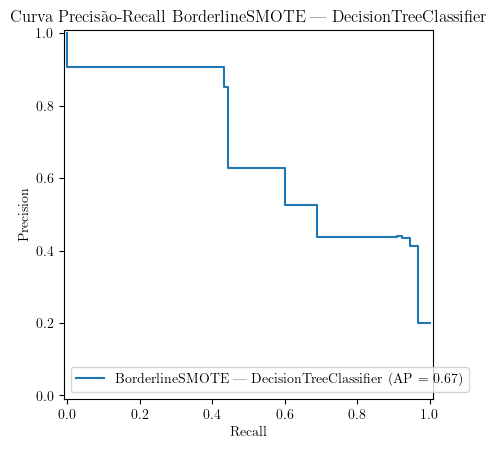 Curva Precisão-Recall BorderlineSMOTE — DecisionTreeClassifier
1.0
0.8
0.6
0.4
0.2
0.0
Precision
BorderlineSMOTE — DecisionTreeClassifier (AP = 0.67)
0.0 0.2 0.4 0.6 0.8 1.0
Recall